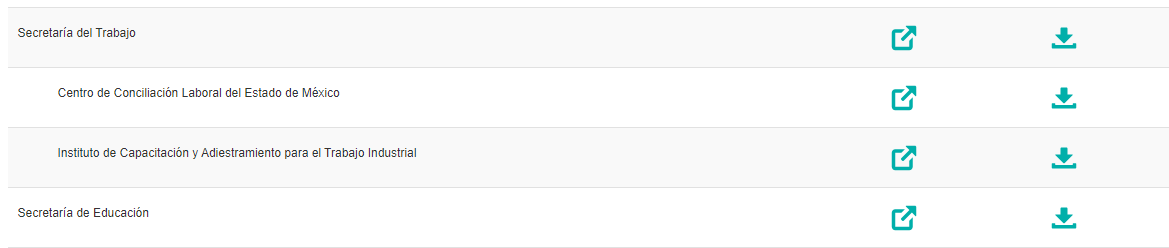 Secretaría del Trabajo
Centro de Conciliación Laboral del Estado de México
Instituto de Capacitación y Adiestramiento para el Trabajo Industrial
Secretaría de Educación